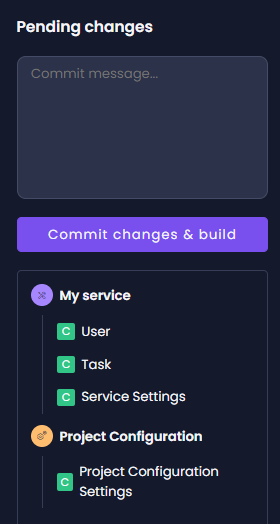 Pending changes
Commit message...
Commit changes & build
My service
C User
C Task
C Service Settings
Project Configuration
C Project Configuration
Settings